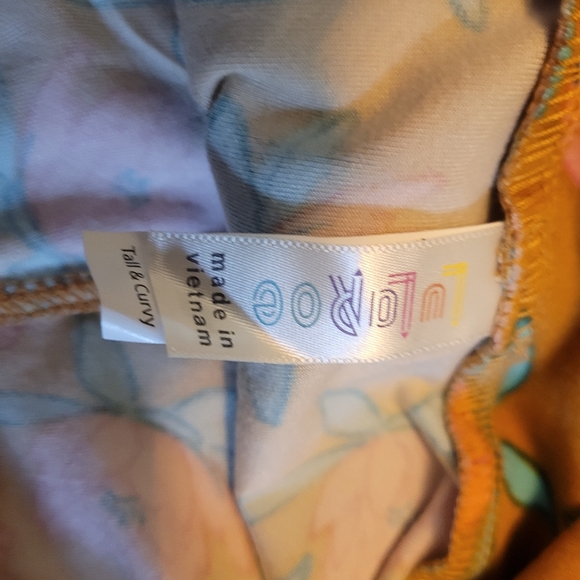 LuLaRoe
made in
vietnam
Tall & Curvy